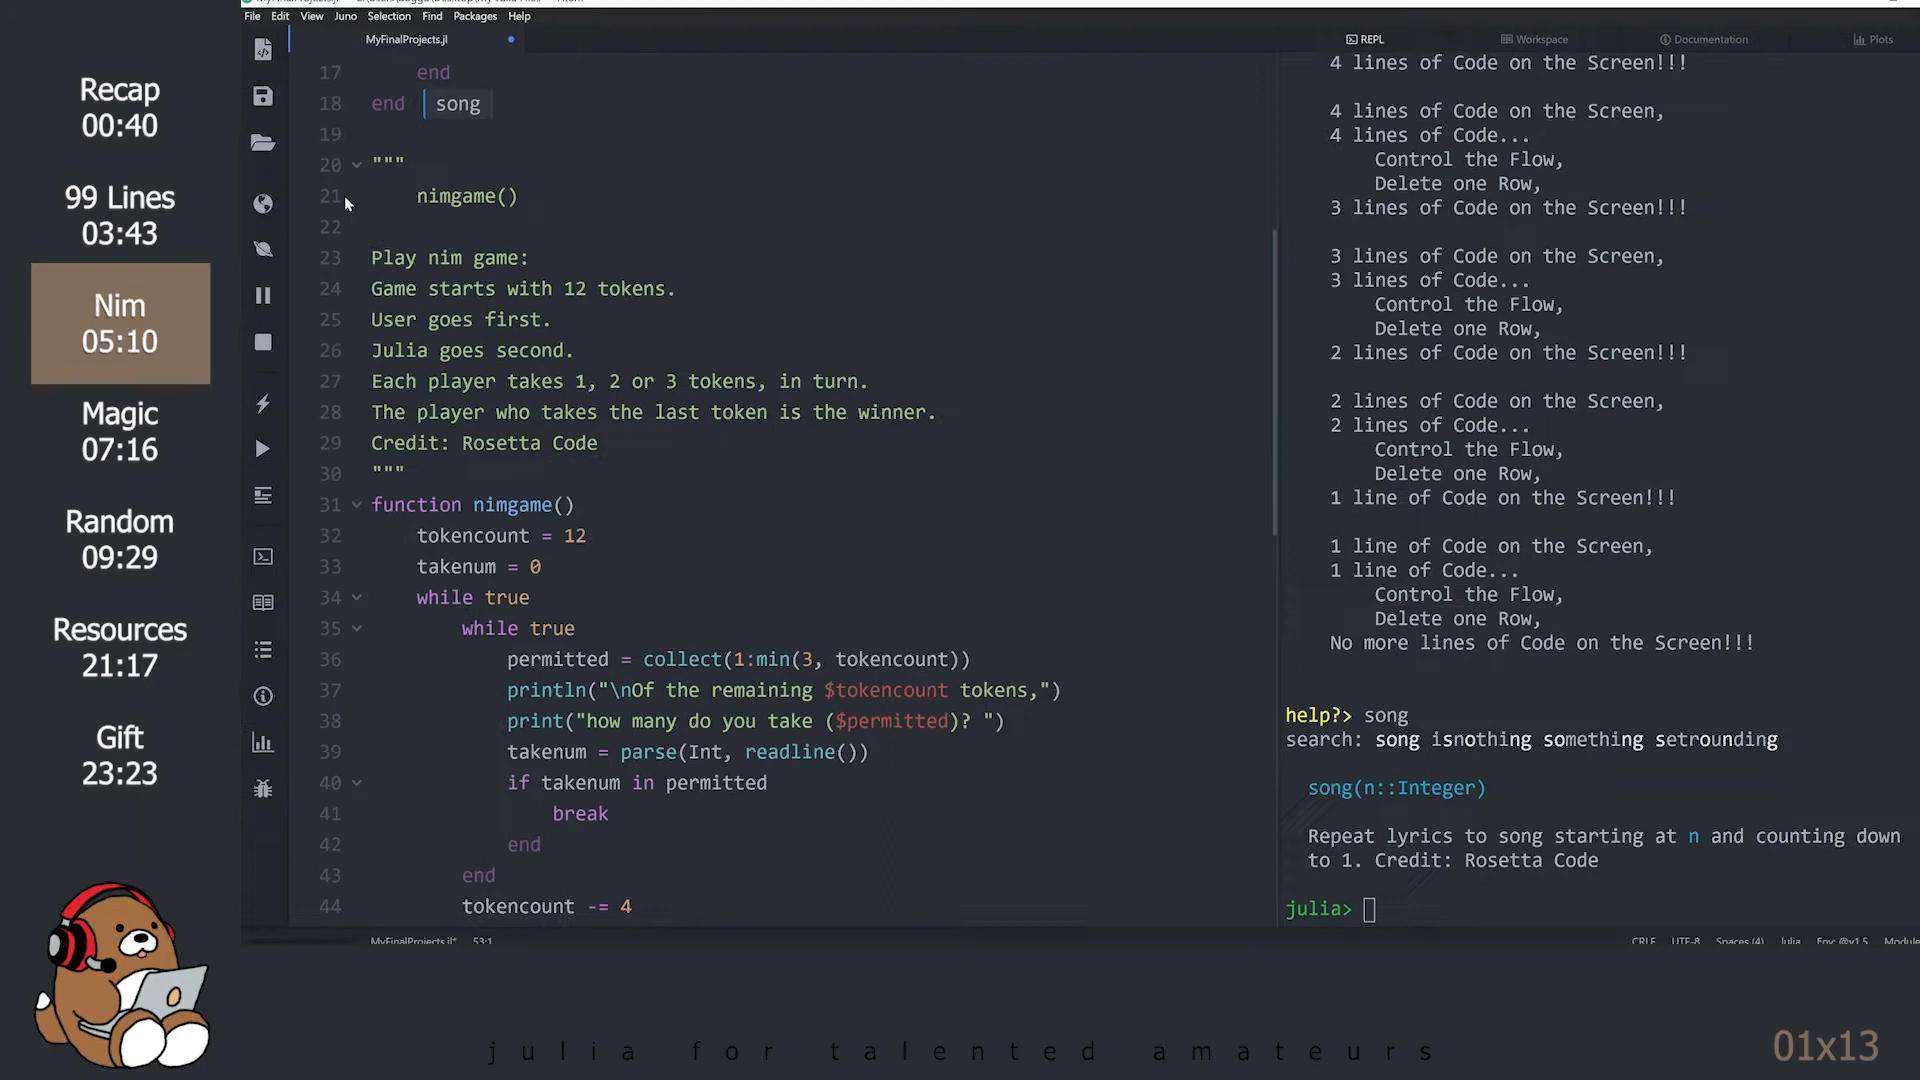 MyFinalProjects.jl
File Edit View Juno Selection Find Packages Help
MyFinalProjects.jl
REPL Workspace Documentation Plots
Recap
00:40
99 Lines
03:43
Nim
05:10
Magic
07:16
Random
09:29
Resources
21:17
Gift
23:23
17 end
18 end song
19
20 """
21 nimgame()
22
23 Play nim game:
24 Game starts with 12 tokens.
25 User goes first.
26 Julia goes second.
27 Each player takes 1, 2 or 3 tokens, in turn.
28 The player who takes the last token is the winner.
29 Credit: Rosetta Code
30 """
31 function nimgame()
32 tokencount = 12
33 takenum = 0
34 while true
35 while true
36 permitted = collect(1:min(3, tokencount))
37 println("\nOf the remaining $tokencount tokens,")
38 print("how many do you take ($permitted)? ")
39 takenum = parse(Int, readline())
40 if takenum in permitted
41 break
42 end
43 end
44 tokencount -= 4
4 lines of Code on the Screen!!!
4 lines of Code on the Screen,
4 lines of Code...
Control the Flow,
Delete one Row,
3 lines of Code on the Screen!!!
3 lines of Code on the Screen,
3 lines of Code...
Control the Flow,
Delete one Row,
2 lines of Code on the Screen!!!
2 lines of Code on the Screen,
2 lines of Code...
Control the Flow,
Delete one Row,
1 line of Code on the Screen!!!
1 line of Code on the Screen,
1 line of Code...
Control the Flow,
Delete one Row,
No more lines of Code on the Screen!!!
help?> song
search: song isnothing something setrounding
song(n::Integer)
Repeat lyrics to song starting at n and counting down
to 1. Credit: Rosetta Code
julia>
MyFinalProjects.jl* 53:1
CRLF UTF-8 Spaces (4) Julia Env: @v1.5 Module
julia for talented amateurs
01x13